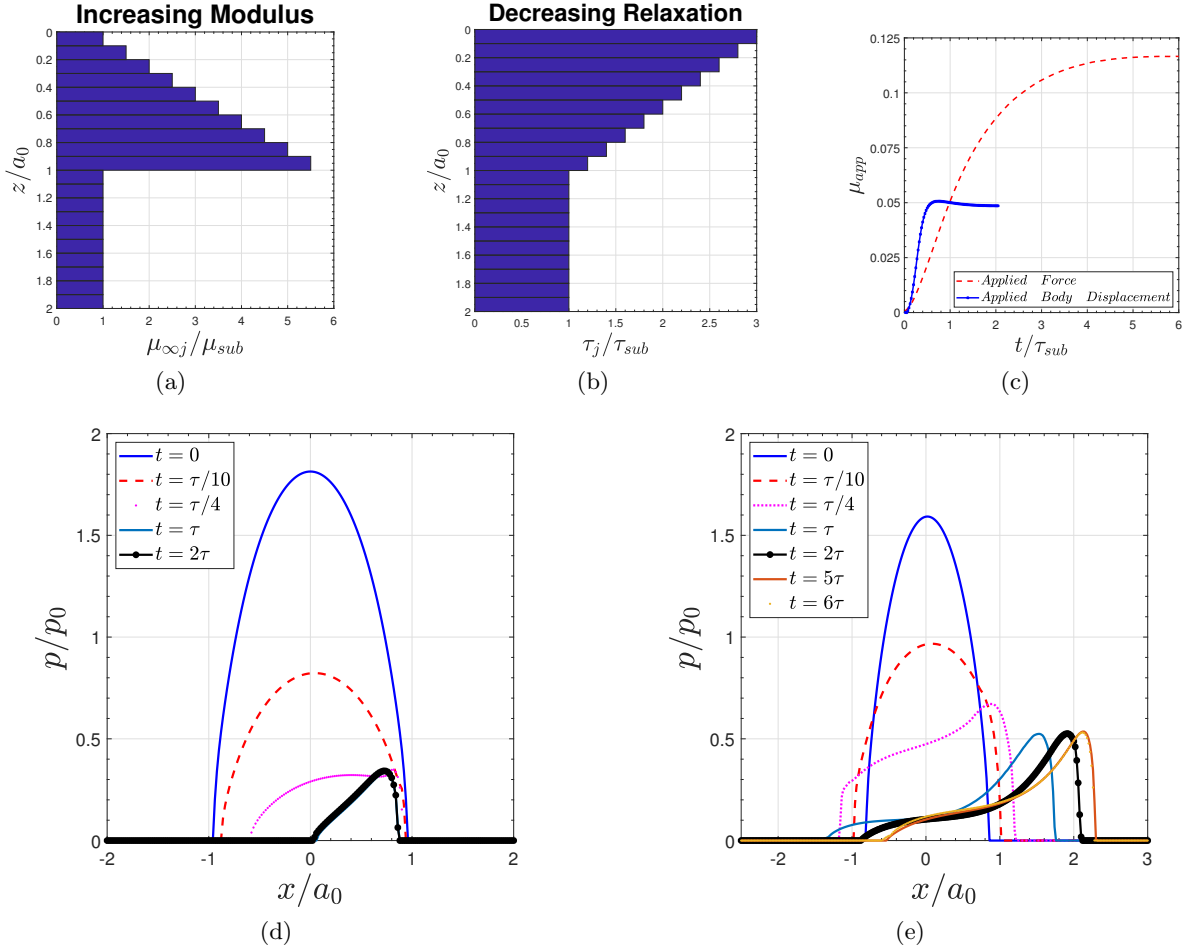 Increasing Modulus
0
0.2
0.4
0.6
0.8
1
1.2
1.4
1.6
1.8
2
z/a₀
0 1 2 3 4 5 6
μ∞j/μsub
(a)
Decreasing Relaxation
0
0.2
0.4
0.6
0.8
1
1.2
1.4
1.6
1.8
2
z/a₀
0 0.5 1 1.5 2 2.5 3
τj/τsub
(b)
0.125
0.1
0.075
0.05
0.025
0
μapp
Applied Force
Applied Body Displacement
0 1 2 3 4 5 6
t/τsub
(c)
2
1.5
1
0.5
0
p/p₀
t = 0
t = τ/10
t = τ/4
t = τ
t = 2τ
-2 -1 0 1 2
x/a₀
(d)
2
1.5
1
0.5
0
p/p₀
t = 0
t = τ/10
t = τ/4
t = τ
t = 2τ
t = 5τ
t = 6τ
-2 -1 0 1 2 3
x/a₀
(e)